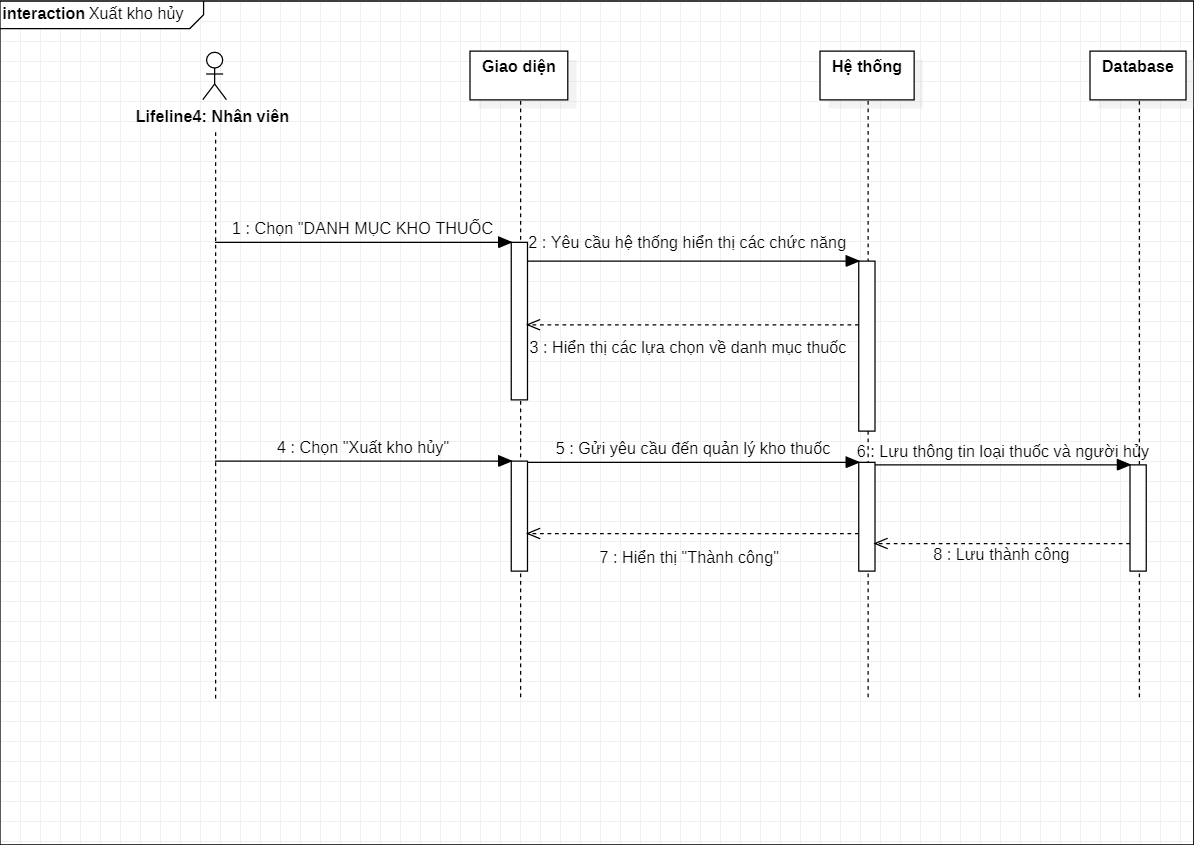 interaction Xuất kho hủy
Giao diện
Hệ thống
Database
Lifeline4: Nhân viên
1 : Chọn "DANH MỤC KHO THUỐC
2 : Yêu cầu hệ thống hiển thị các chức năng
3 : Hiển thị các lựa chọn về danh mục thuốc
4 : Chọn "Xuất kho hủy"
5 : Gửi yêu cầu đến quản lý kho thuốc
6 : Lưu thông tin loại thuốc và người hủy
7 : Hiển thị "Thành công"
8 : Lưu thành công